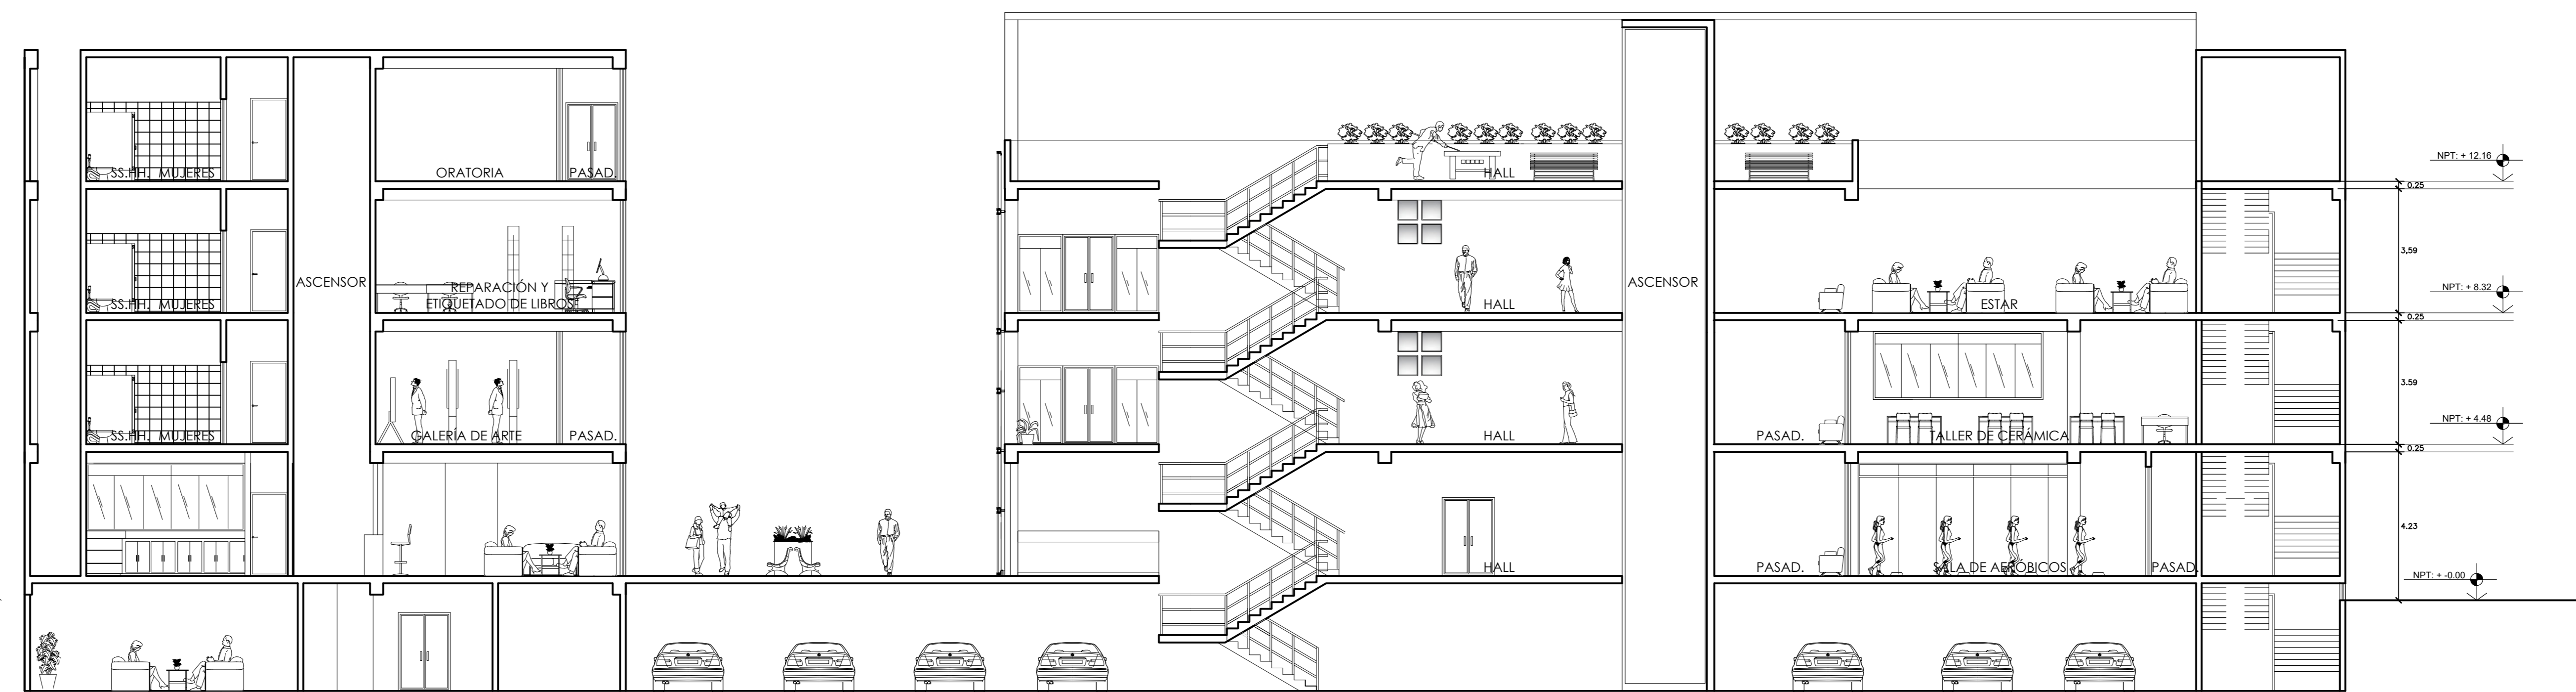 NPT: + 12.16
SS.HH. MUJERES
ORATORIA
PASAD.
HALL
0.25
3.59
ASCENSOR
REPARACIÓN Y
ETIQUETADO DE LIBROS
ASCENSOR
NPT: + 8.32
SS.HH. MUJERES
HALL
ESTAR
0.25
3.59
NPT: + 4.48
SS.HH. MUJERES
GALERÍA DE ARTE
PASAD.
HALL
PASAD.
TALLER DE CERÁMICA
0.25
4.23
HALL
PASAD.
SALA DE AERÓBICOS
PASAD.
NPT: + -0.00